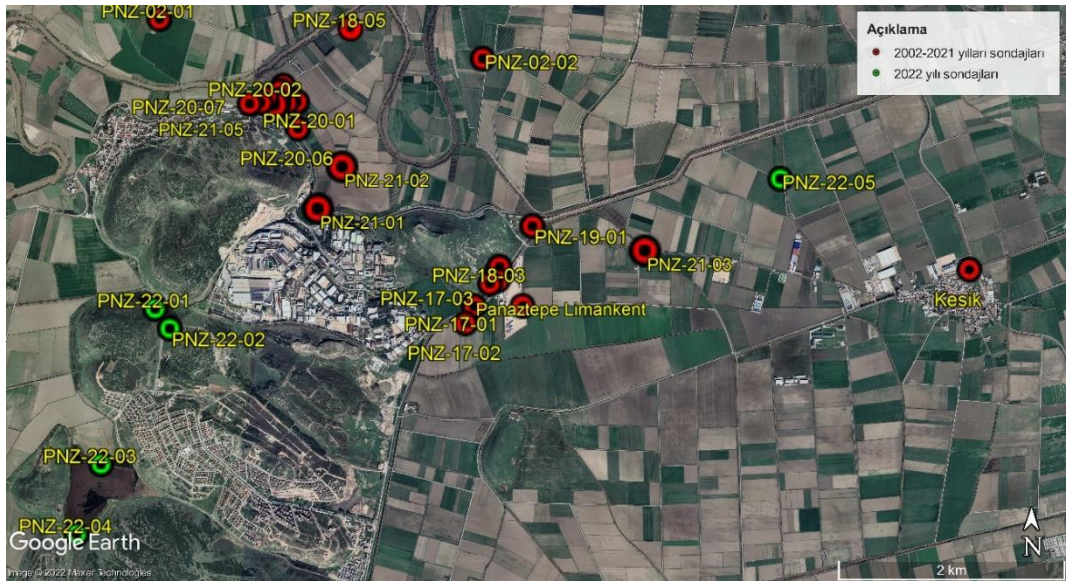 PNZ-02-01
PNZ-18-05
Açıklama
2002-2021 yılları sondajları
2022 yılı sondajları
PNZ-02-02
PNZ-20-02
PNZ-20-07
PNZ-20-01
PNZ-21-05
PNZ-20-06
PNZ-21-02
PNZ-22-05
PNZ-21-01
PNZ-19-01
PNZ-21-03
PNZ-18-03
PNZ-22-01
PNZ-17-03
Panaztepe Limankent
Kesik
PNZ-17-01
PNZ-22-02
PNZ-17-02
PNZ-22-03
PNZ-22-04
Google Earth
Image © 2022 Maxar Technologies
N
2 km